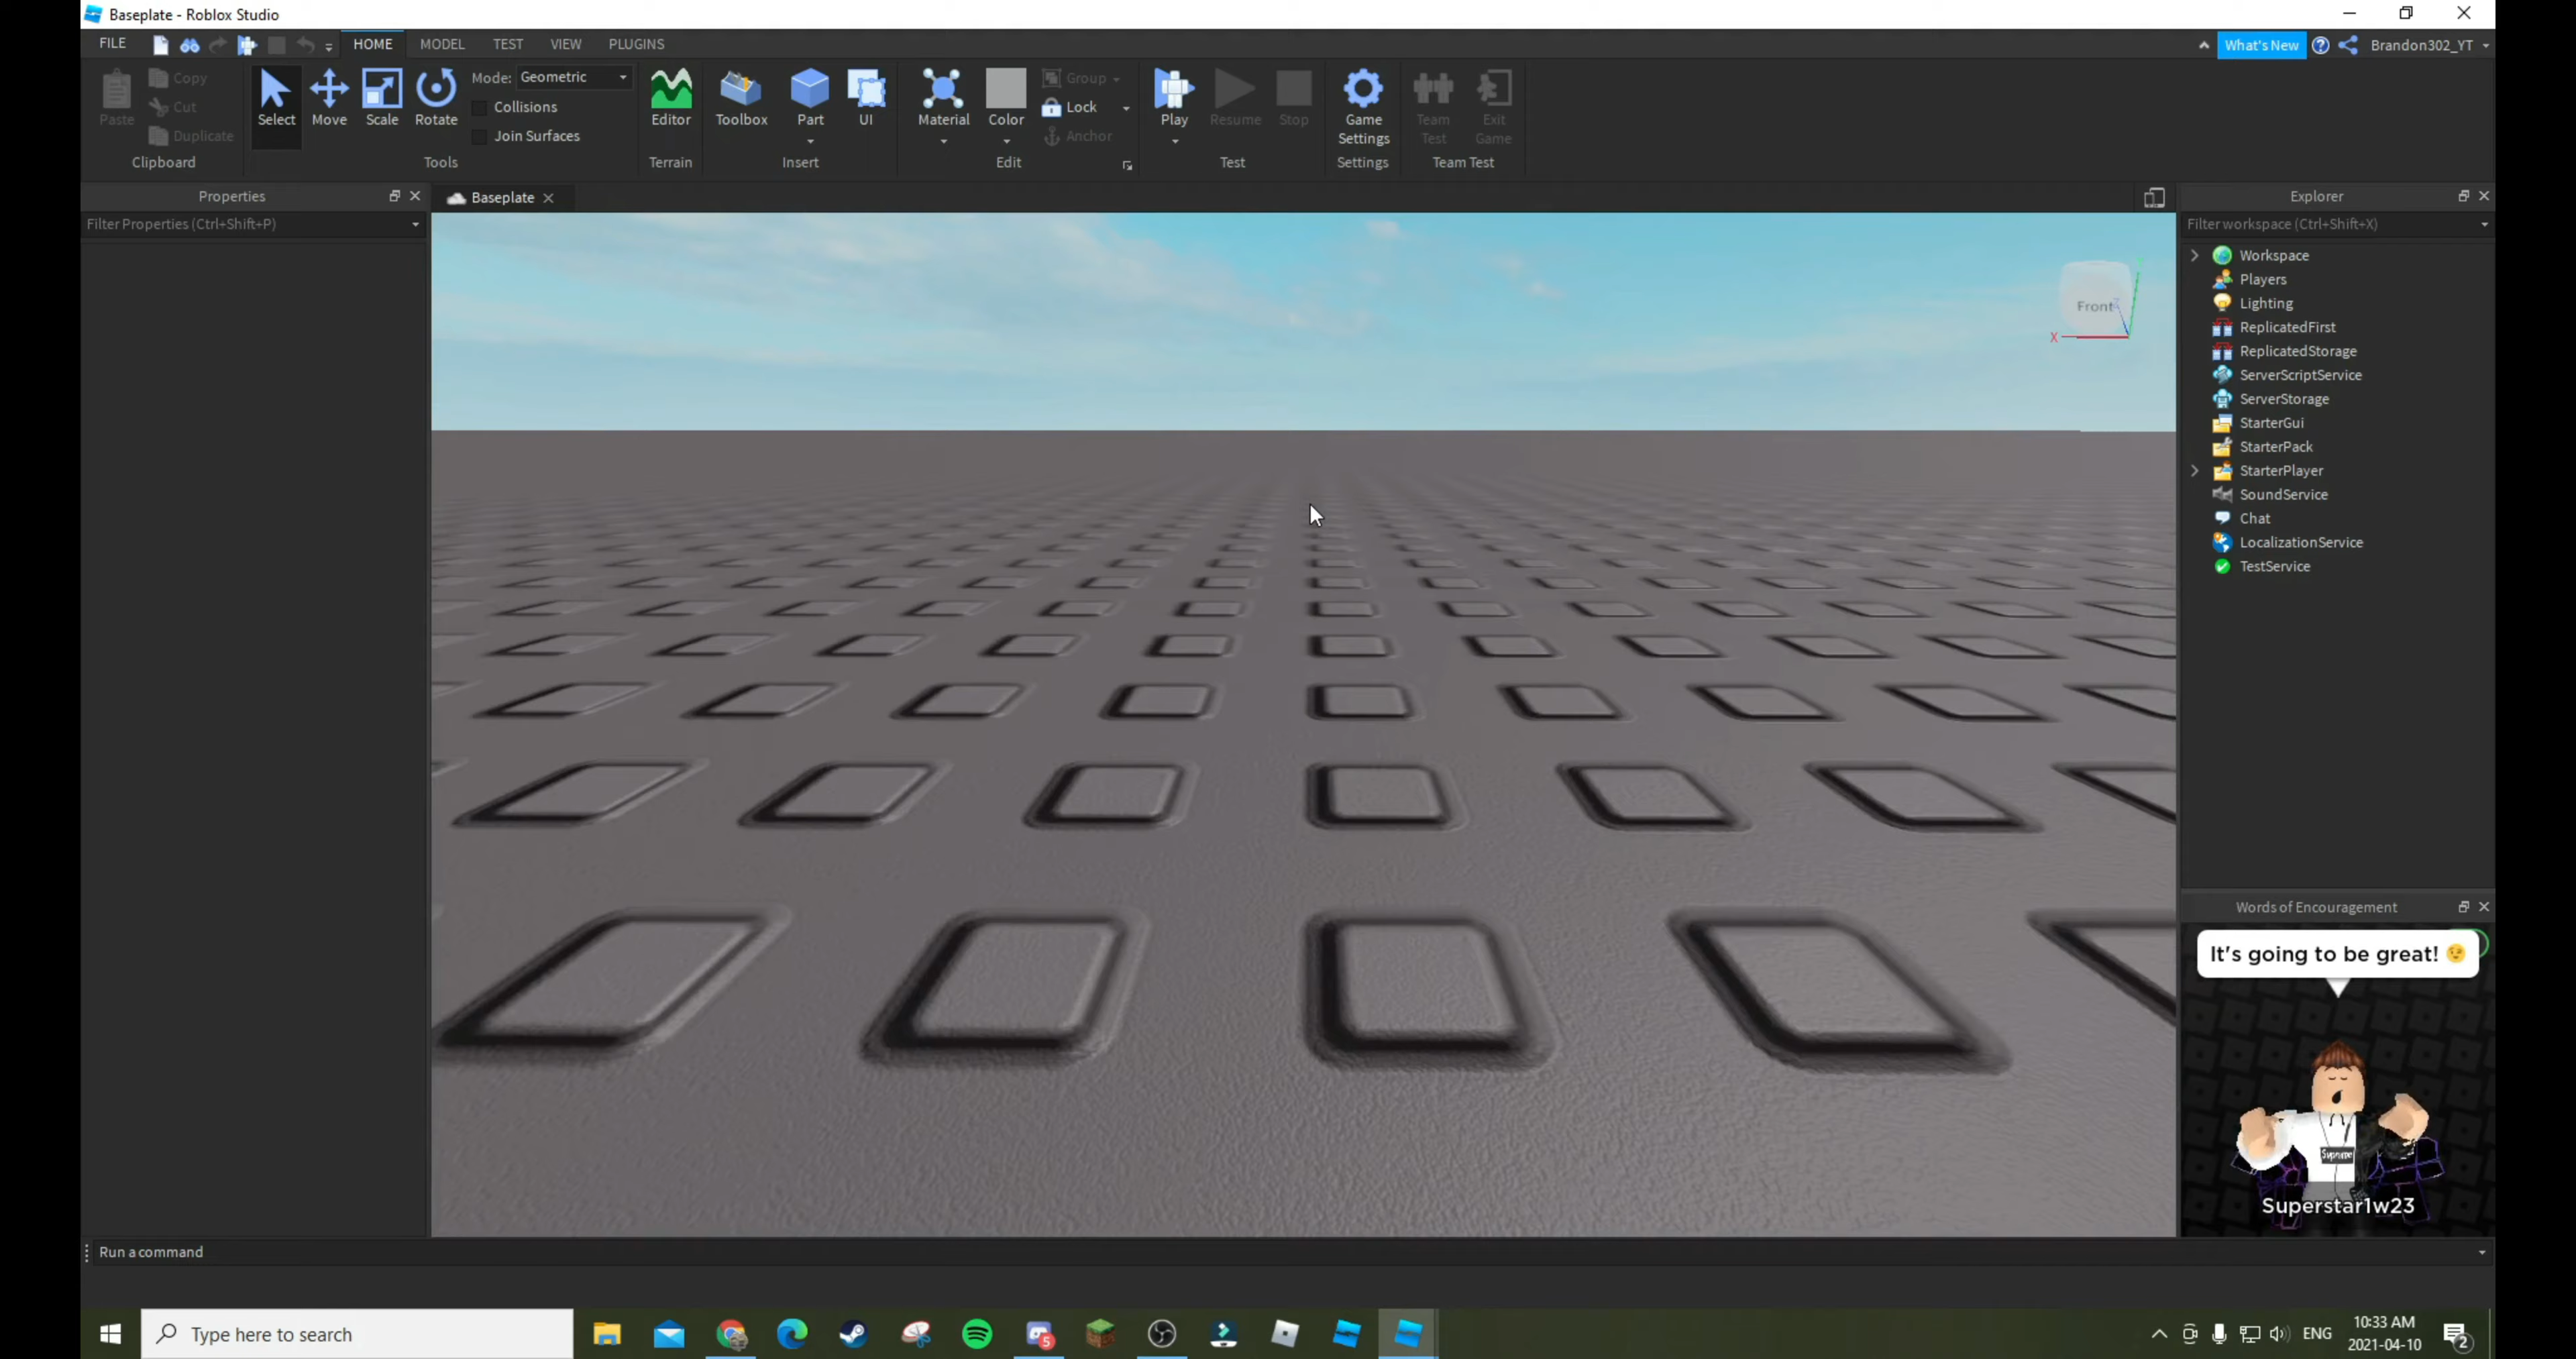 Baseplate - Roblox Studio
FILE
HOME
MODEL
TEST
VIEW
PLUGINS
What's New
Brandon302_YT
Paste
Copy
Cut
Duplicate
Clipboard
Select
Move
Scale
Rotate
Mode: Geometric
Collisions
Join Surfaces
Tools
Editor
Terrain
Toolbox
Part
UI
Insert
Material
Color
Group
Lock
Anchor
Edit
Play
Resume
Stop
Test
Game
Settings
Settings
Team
Test
Exit
Game
Team Test
Properties
Filter Properties (Ctrl+Shift+P)
Baseplate
Front
X
Z
Explorer
Filter workspace (Ctrl+Shift+X)
Workspace
Players
Lighting
ReplicatedFirst
ReplicatedStorage
ServerScriptService
ServerStorage
StarterGui
StarterPack
StarterPlayer
SoundService
Chat
LocalizationService
TestService
Words of Encouragement
It's going to be great! 😉
Supreme
Superstar1w23
Run a command
Type here to search
5
ENG
10:33 AM
2021-04-10
2